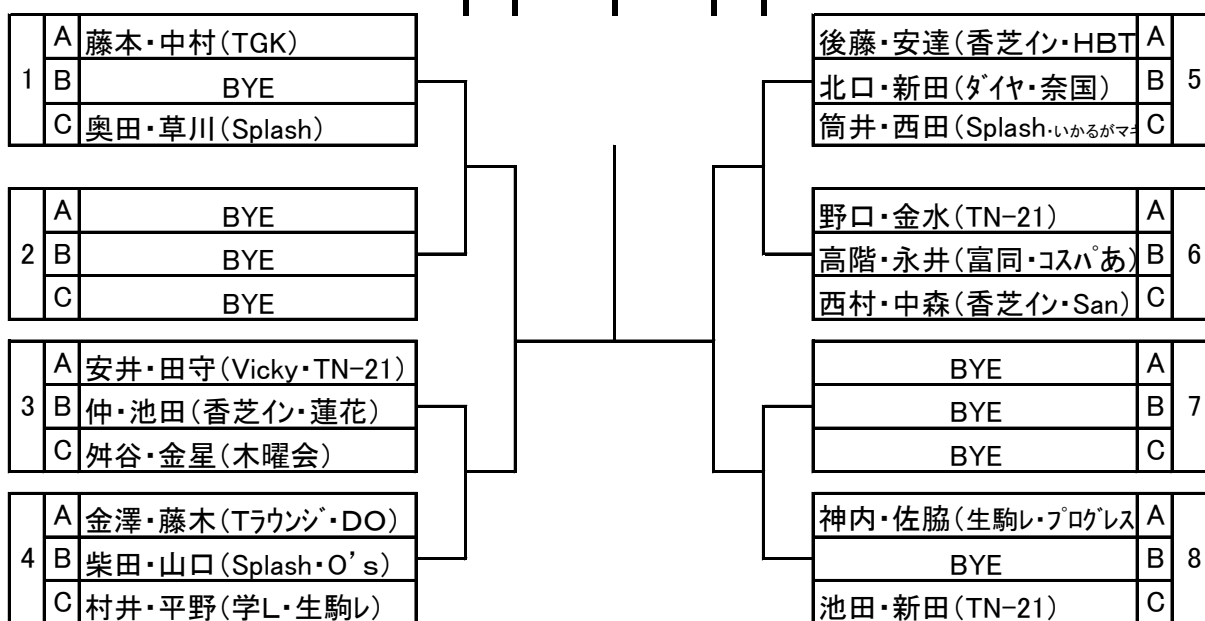 1
A 藤本・中村(TGK)
B BYE
C 奥田・草川(Splash)
2
A BYE
B BYE
C BYE
3
A 安井・田守(Vicky・TN-21)
B 仲・池田(香芝イン・蓮花)
C 舛谷・金星(木曜会)
4
A 金澤・藤木(Tラウンジ・DO)
B 柴田・山口(Splash・O's)
C 村井・平野(学L・生駒レ)
後藤・安達(香芝イン・HBT A
北口・新田(ダイヤ・奈国) B
筒井・西田(Splash・いかるがマキ C
5
野口・金水(TN-21) A
高階・永井(富同・コスパあ) B
西村・中森(香芝イン・San) C
6
BYE A
BYE B
BYE C
7
神内・佐脇(生駒レ・プログレス A
BYE B
池田・新田(TN-21) C
8